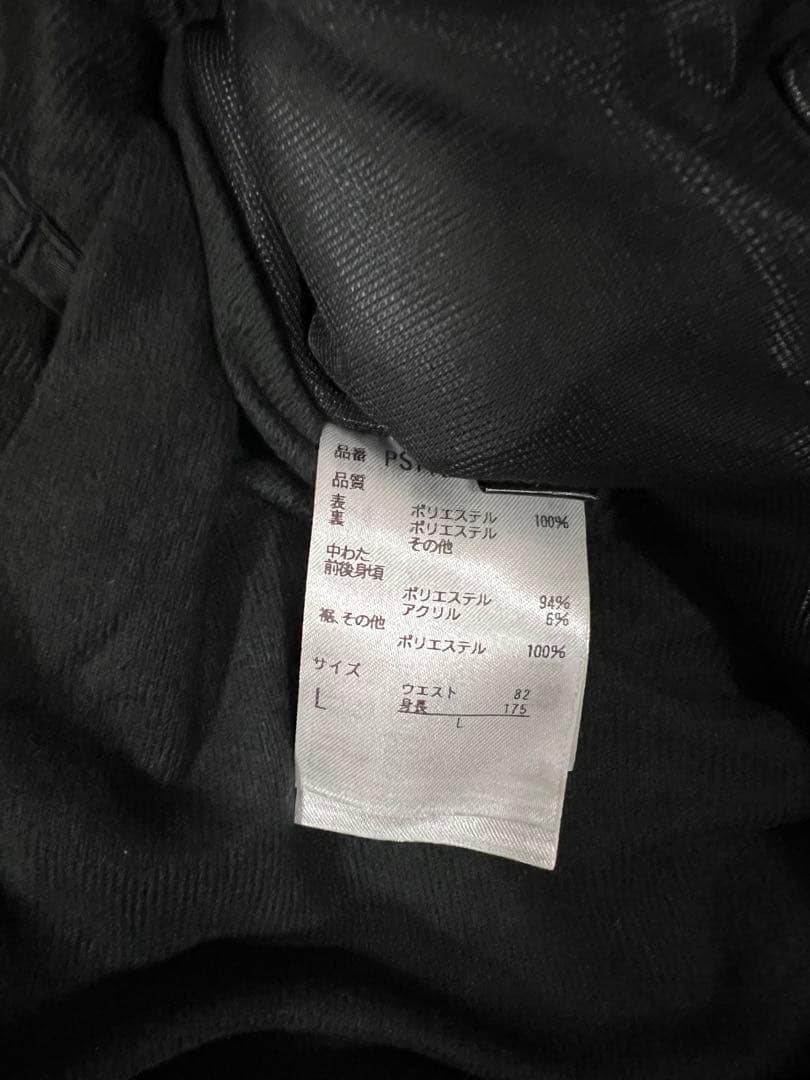 品番 PS
品質
表 ポリエステル 100%
裏 ポリエステル
その他
中わた
前後身頃
ポリエステル 94%
アクリル 6%
裾、その他
ポリエステル 100%
サイズ
L
ウエスト 82
身長 175
L